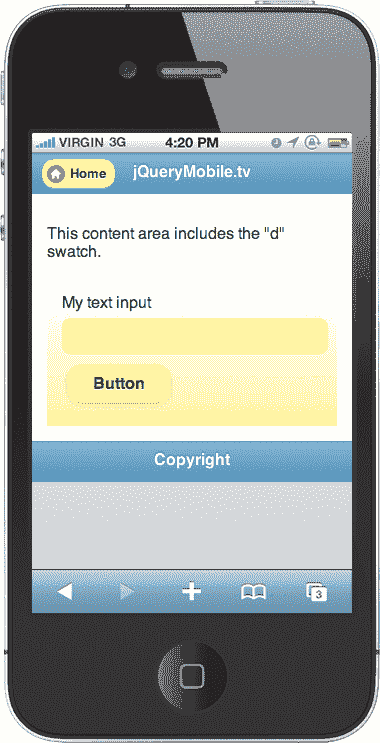 VIRGIN 3G 4:20 PM
Home jQueryMobile.tv
This content area includes the "d"
swatch.
My text input
Button
Copyright
3